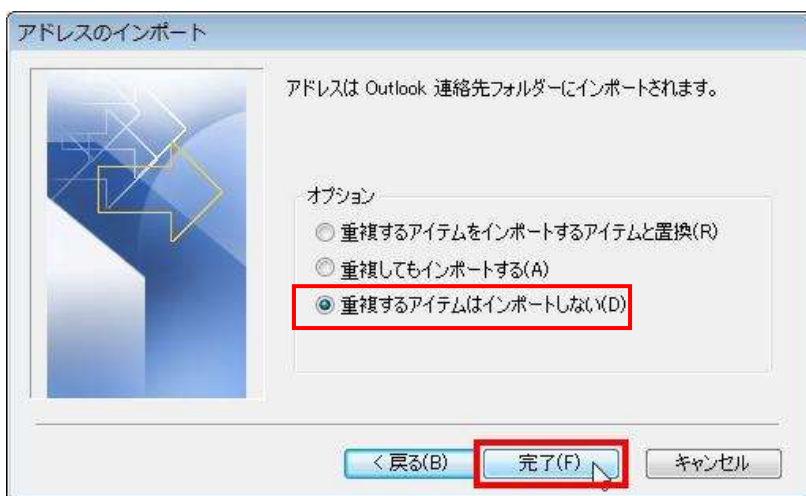 アドレスのインポート
アドレスは Outlook 連絡先フォルダーにインポートされます。
オプション
重複するアイテムをインポートするアイテムと置換(R)
重複してもインポートする(A)
重複するアイテムはインポートしない(D)
< 戻る(B)
完了(F)
キャンセル